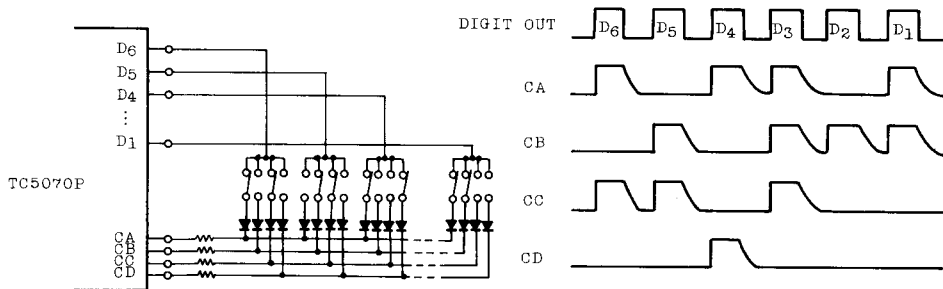 DIGIT OUT
D6 D5 D4 D3 D2 D1
D6
D5
D4
⋮
D1
TC5070P
CA
CB
CC
CD
CA
CB
CC
CD